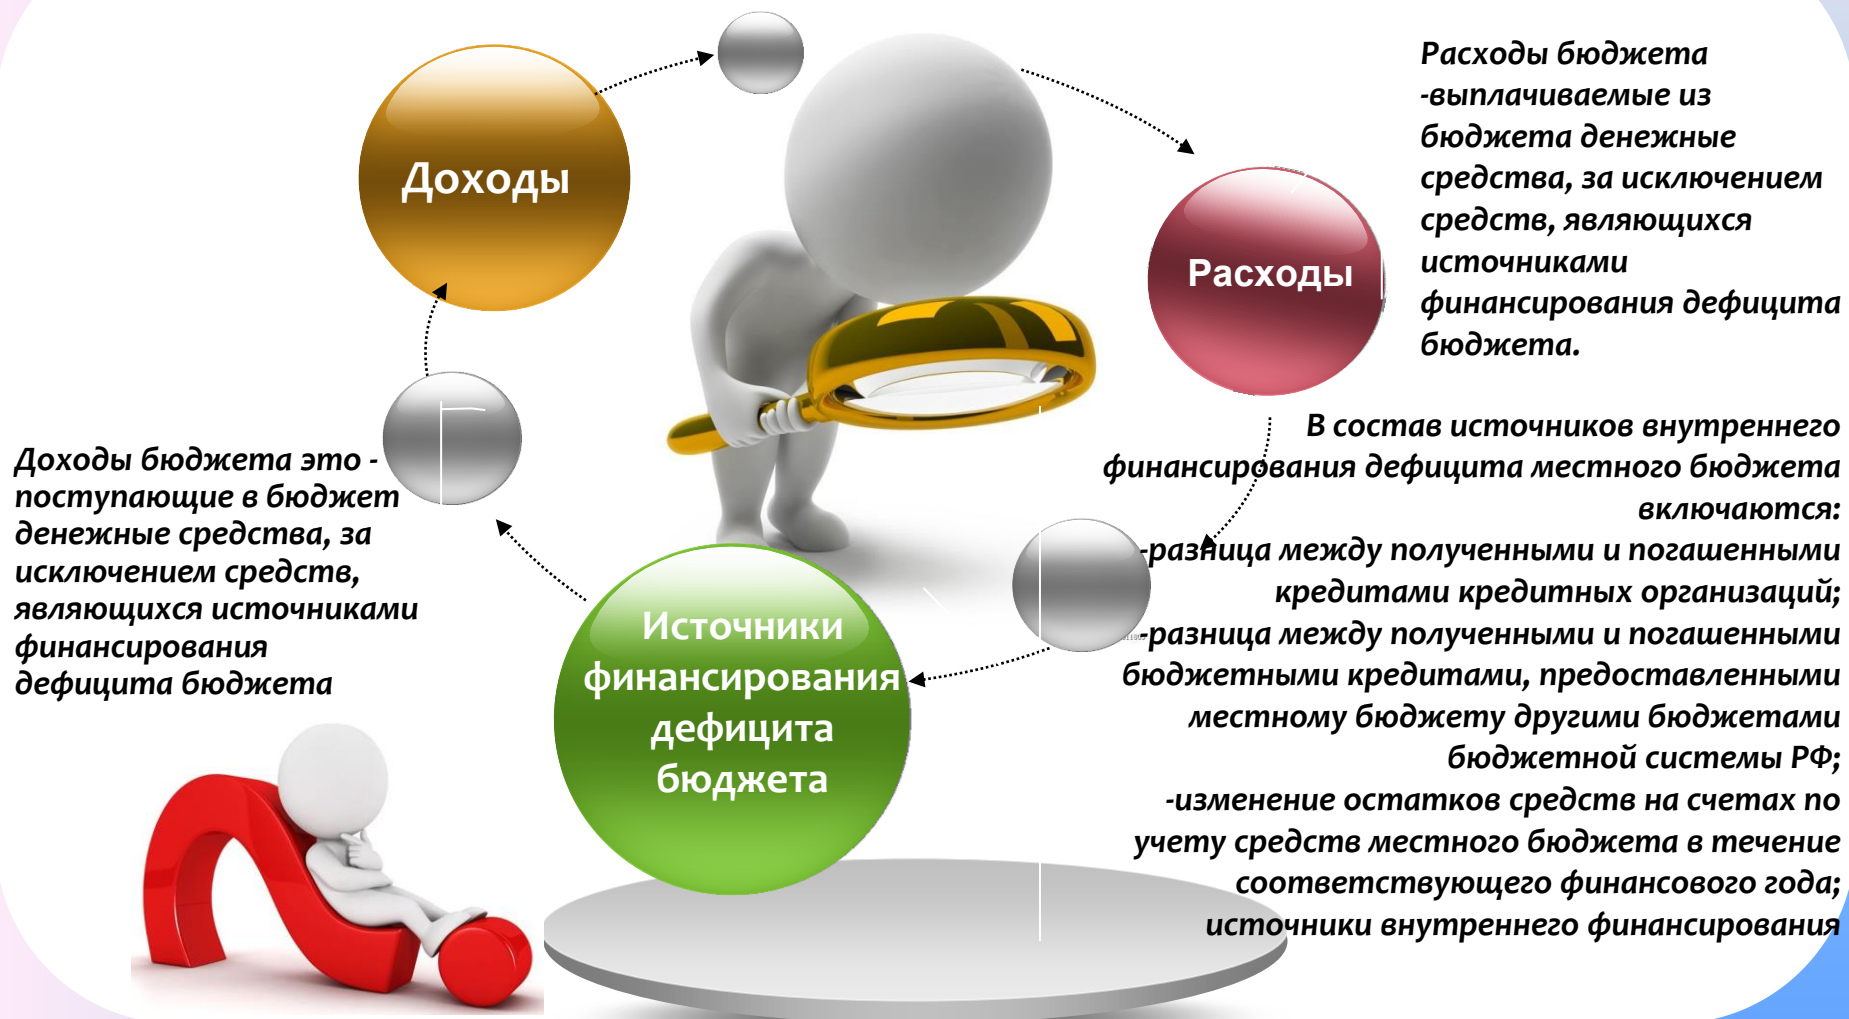 Доходы
Расходы
Расходы бюджета
-выплачиваемые из
бюджета денежные
средства, за исключением
средств, являющихся
источниками
финансирования дефицита
бюджета.
Доходы бюджета это -
поступающие в бюджет
денежные средства, за
исключением средств,
являющихся источниками
финансирования
дефицита бюджета
Источники
финансирования
дефицита
бюджета
В состав источников внутреннего
финансирования дефицита местного бюджета
включаются:
-разница между полученными и погашенными
кредитами кредитных организаций;
-разница между полученными и погашенными
бюджетными кредитами, предоставленными
местному бюджету другими бюджетами
бюджетной системы РФ;
-изменение остатков средств на счетах по
учету средств местного бюджета в течение
соответствующего финансового года;
источники внутреннего финансирования